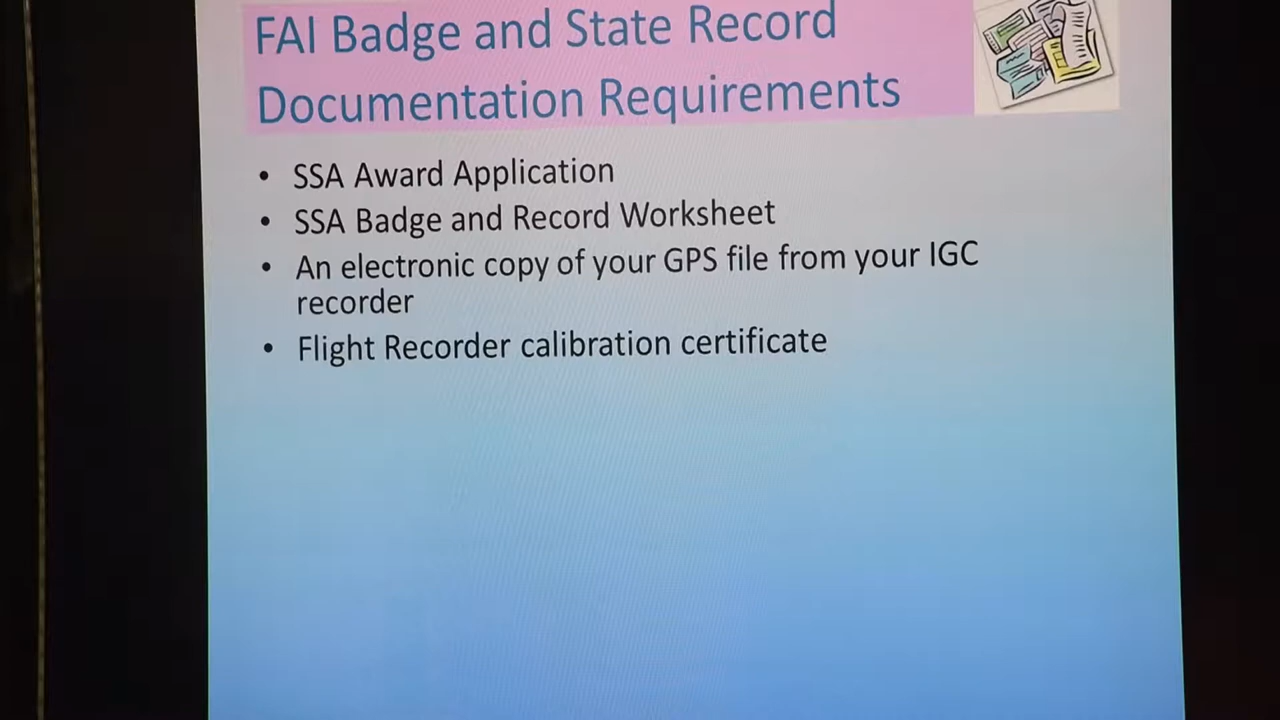 FAI Badge and State Record
Documentation Requirements
• SSA Award Application
• SSA Badge and Record Worksheet
• An electronic copy of your GPS file from your IGC
recorder
• Flight Recorder calibration certificate